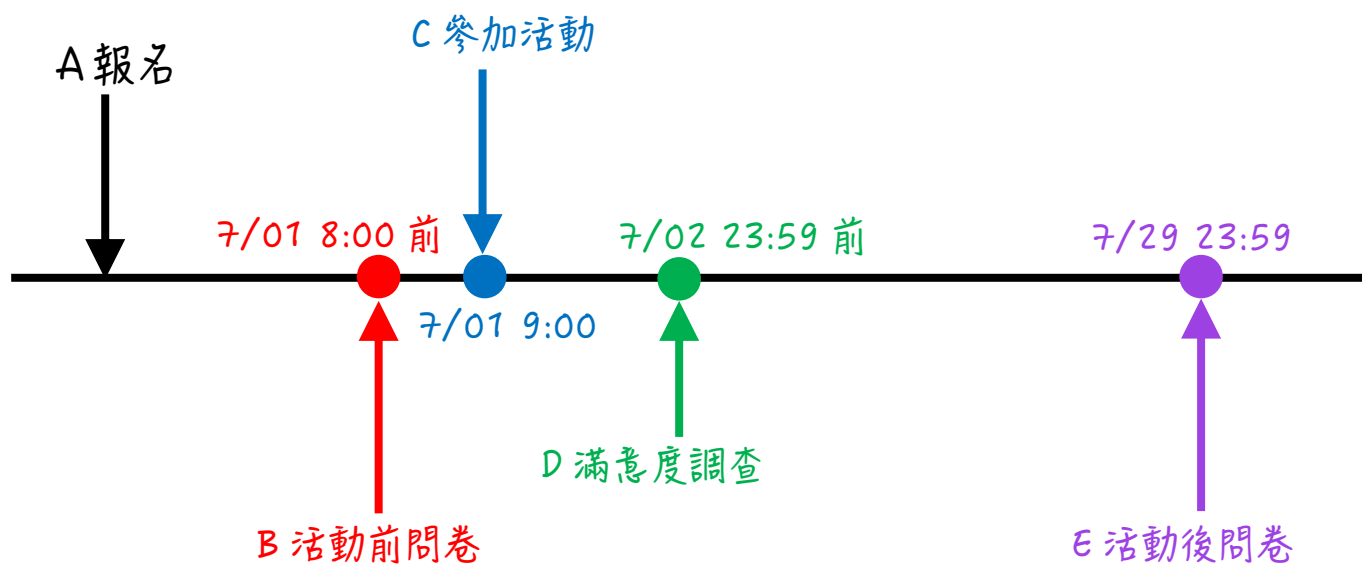 C 參加活動
A 報名
7/01 8:00 前
7/02 23:59 前
7/29 23:59
7/01 9:00
D 滿意度調查
B 活動前問卷
E 活動後問卷